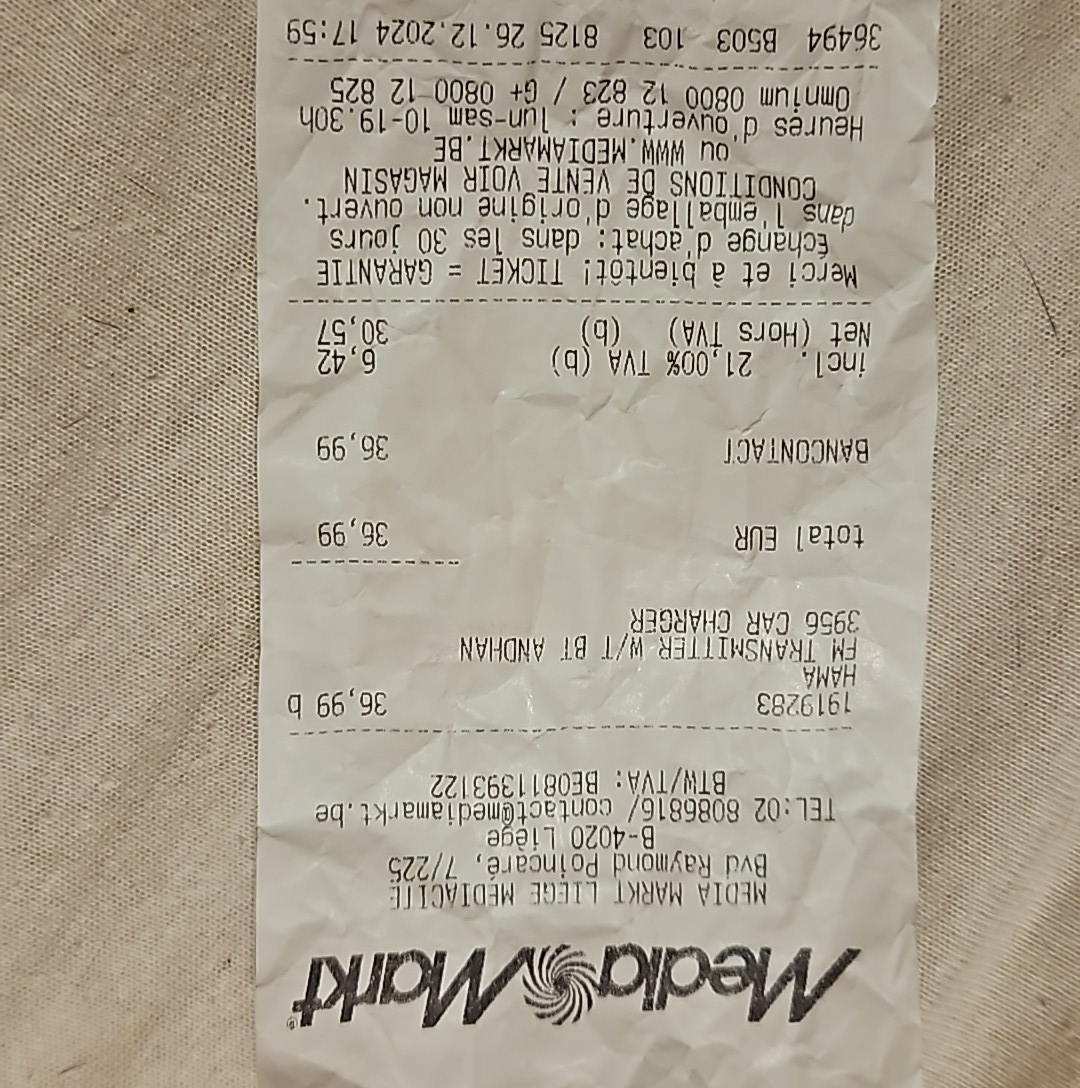 Media Markt®
MEDIA MARKT LIEGE MÉDIACITÉ
Bvd Raymond Poincaré, 7/225
B-4020 Liège
TEL:02 8086816/ contact@mediamarkt.be
BTW/TVA: BE0811393122
1919283 36,99 b
HAMA
FM TRANSMITTER W/T BT ANDHAN
3956 CAR CHARGER
total EUR 36,99
BANCONTACT 36,99
incl. 21,00% TVA (b) 6,42
Net (Hors TVA) (b) 30,57
Merci et à bientôt! TICKET = GARANTIE
Échange d'achat: dans les 30 jours
dans l'emballage d'origine non ouvert.
CONDITIONS DE VENTE VOIR MAGASIN
ou WWW.MEDIAMARKT.BE
Heures d'ouverture : lun-sam 10-19.30h
Omnium 0800 12 823 / G+ 0800 12 825
36494 B503 103 8125 26.12.2024 17:59